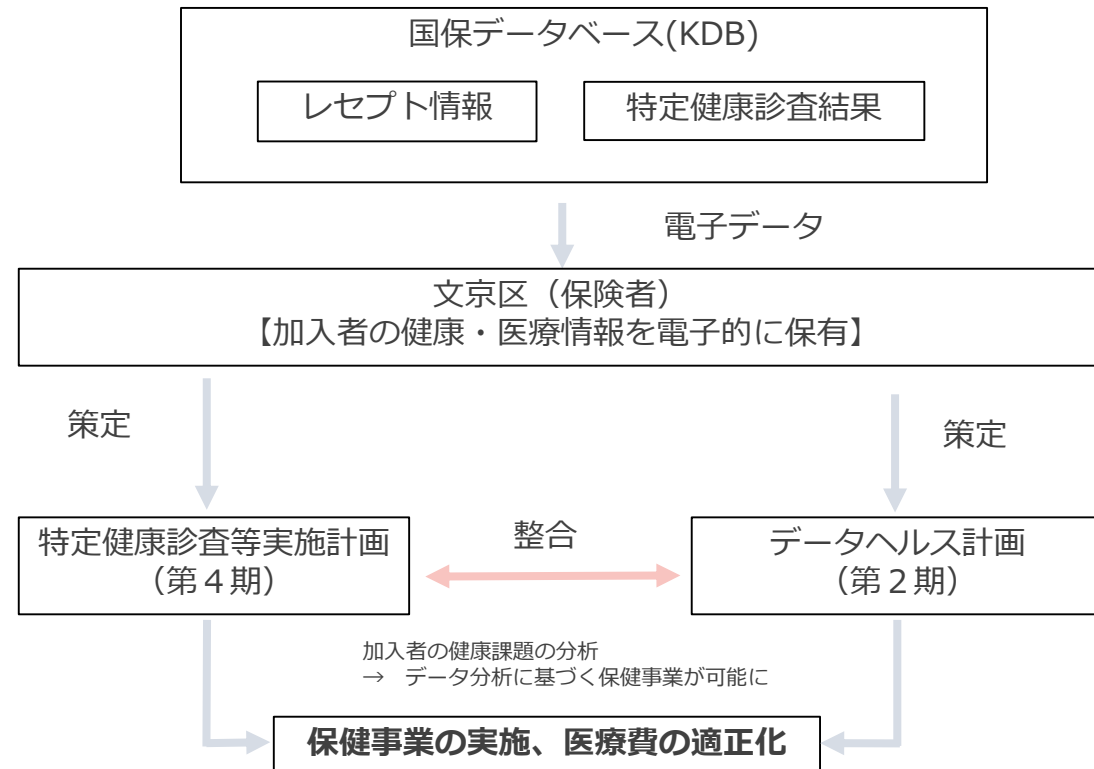 国保データベース(KDB)
レセプト情報
特定健康診査結果
電子データ
文京区（保険者）
【加入者の健康・医療情報を電子的に保有】
策定
策定
特定健康診査等実施計画
（第４期）
整合
データヘルス計画
（第２期）
加入者の健康課題の分析
→　データ分析に基づく保健事業が可能に
保健事業の実施、医療費の適正化